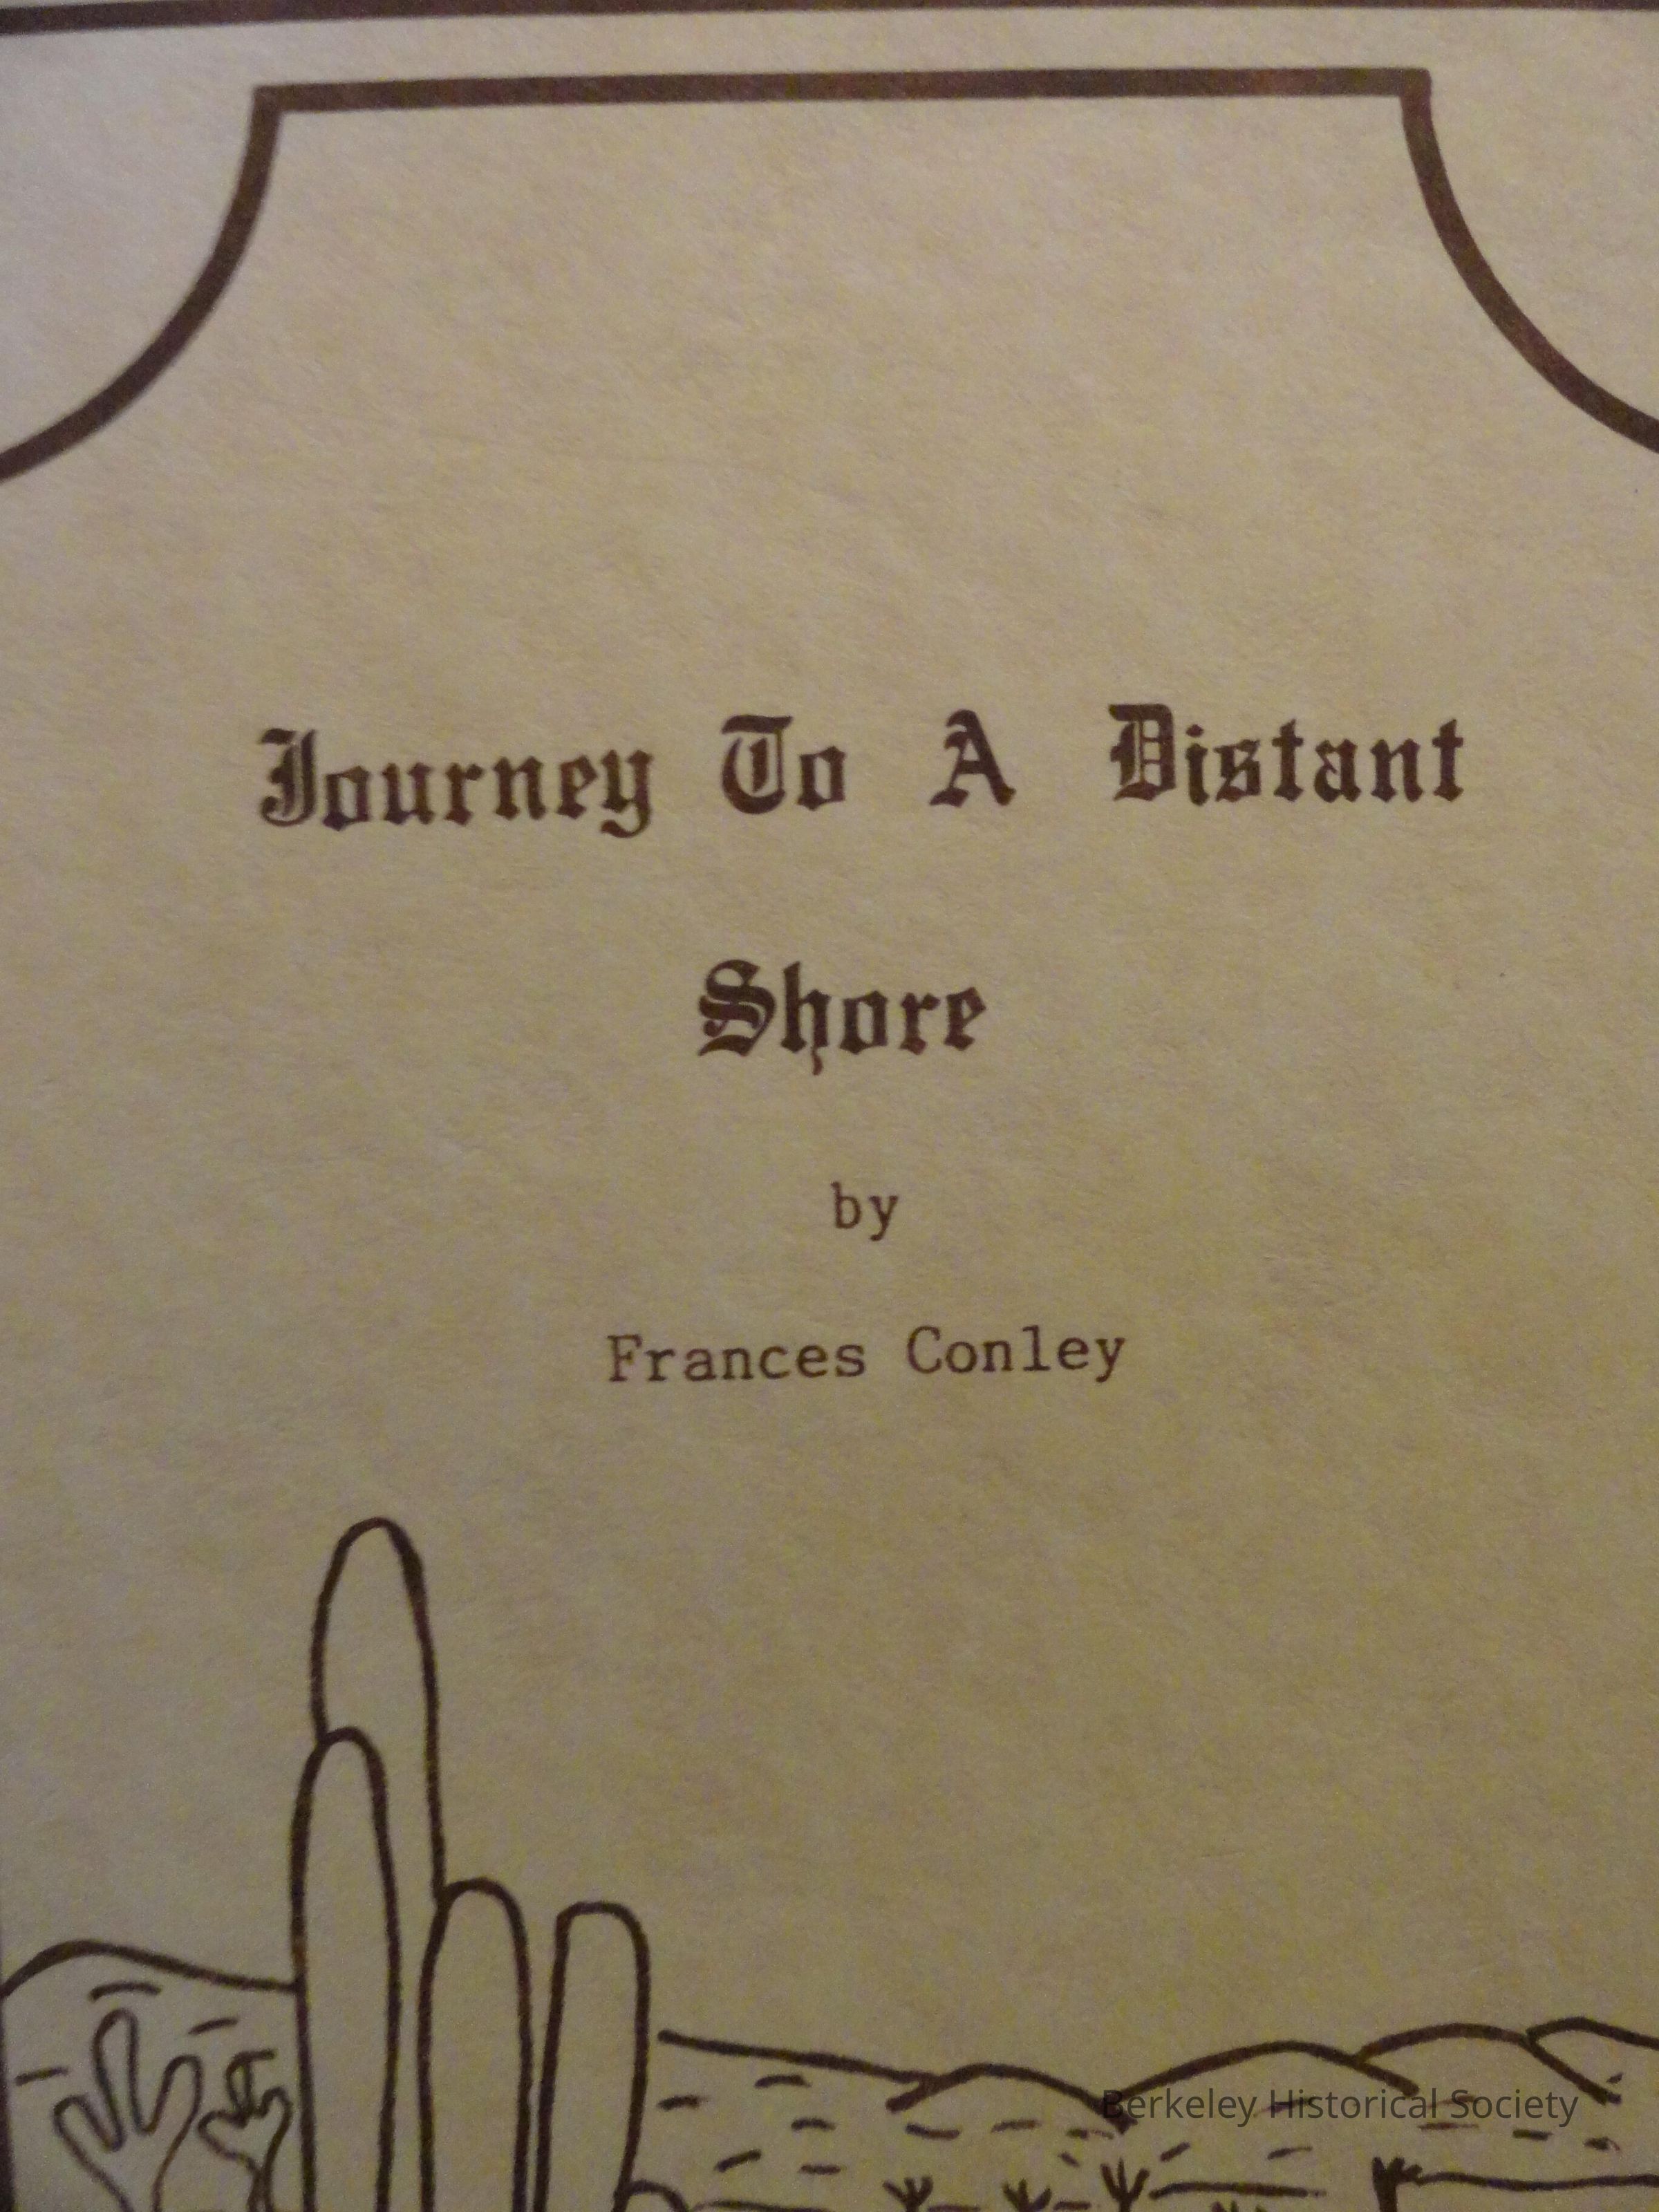 Journey To A Distant
Shore
by
Frances Conley
Berkeley Historical Society